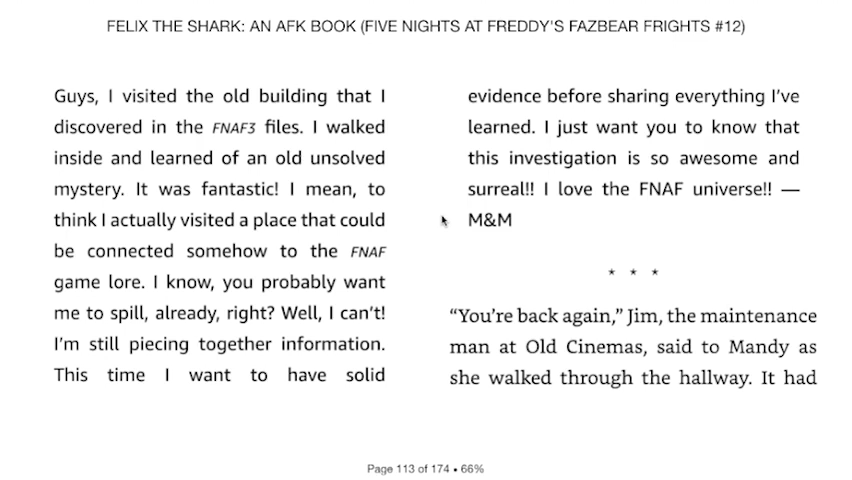 FELIX THE SHARK: AN AFK BOOK (FIVE NIGHTS AT FREDDY'S FAZBEAR FRIGHTS #12)
Guys, I visited the old building that I
discovered in the FNAF3 files. I walked
inside and learned of an old unsolved
mystery. It was fantastic! I mean, to
think I actually visited a place that could
be connected somehow to the FNAF
game lore. I know, you probably want
me to spill, already, right? Well, I can't!
I'm still piecing together information.
This time I want to have solid
evidence before sharing everything I've
learned. I just want you to know that
this investigation is so awesome and
surreal!! I love the FNAF universe!! —
M&M
* * *
“You're back again,” Jim, the maintenance
man at Old Cinemas, said to Mandy as
she walked through the hallway. It had
Page 113 of 174 • 66%